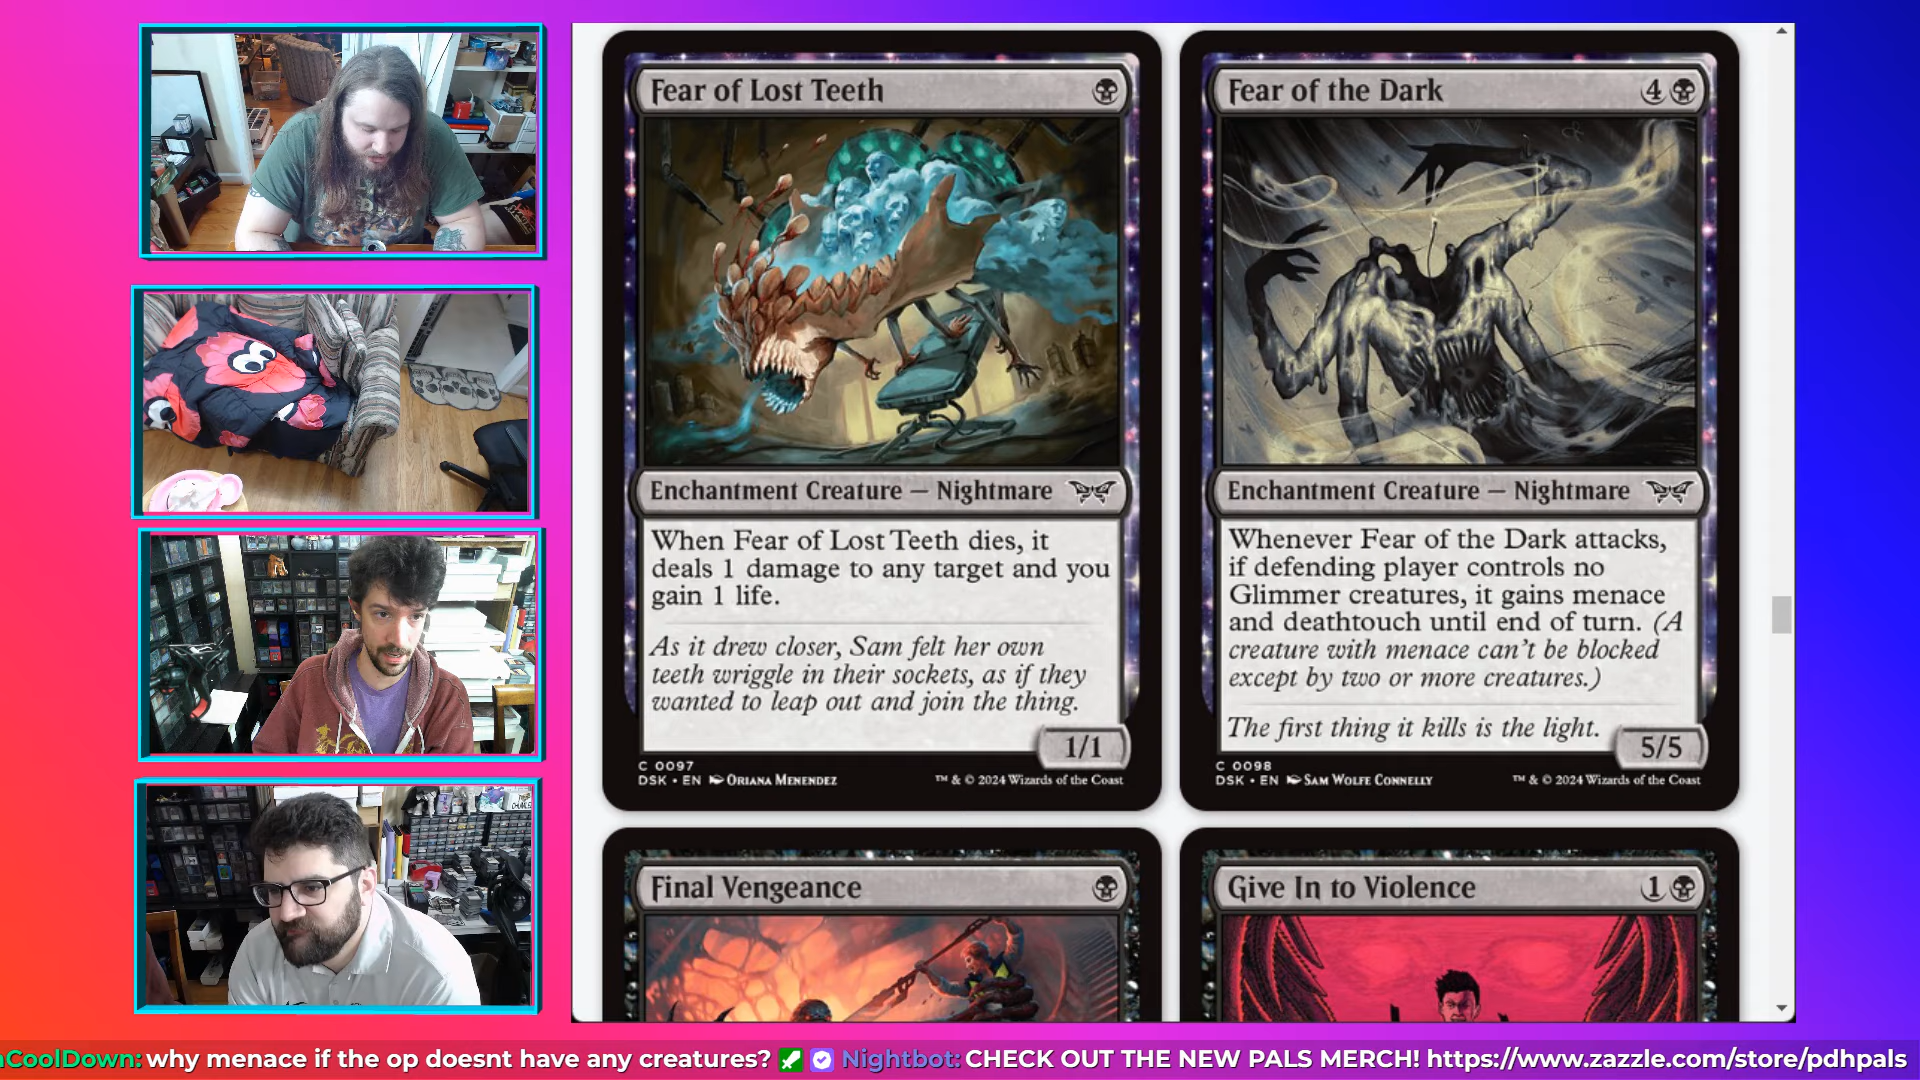 Fear of Lost Teeth
Enchantment Creature — Nightmare
When Fear of Lost Teeth dies, it
deals 1 damage to any target and you
gain 1 life.
As it drew closer, Sam felt her own
teeth wriggle in their sockets, as if they
wanted to leap out and join the thing.
1/1
C 0097
DSK • EN ORIANA MENENDEZ
™ & © 2024 Wizards of the Coast
Fear of the Dark
4
Enchantment Creature — Nightmare
Whenever Fear of the Dark attacks,
if defending player controls no
Glimmer creatures, it gains menace
and deathtouch until end of turn. (A
creature with menace can't be blocked
except by two or more creatures.)
The first thing it kills is the light.
5/5
C 0098
DSK • EN SAM WOLFE CONNELLY
™ & © 2024 Wizards of the Coast
Final Vengeance
Give In to Violence
1
CoolDown: why menace if the op doesnt have any creatures? Nightbot: CHECK OUT THE NEW PALS MERCH! https://www.zazzle.com/store/pdhpals